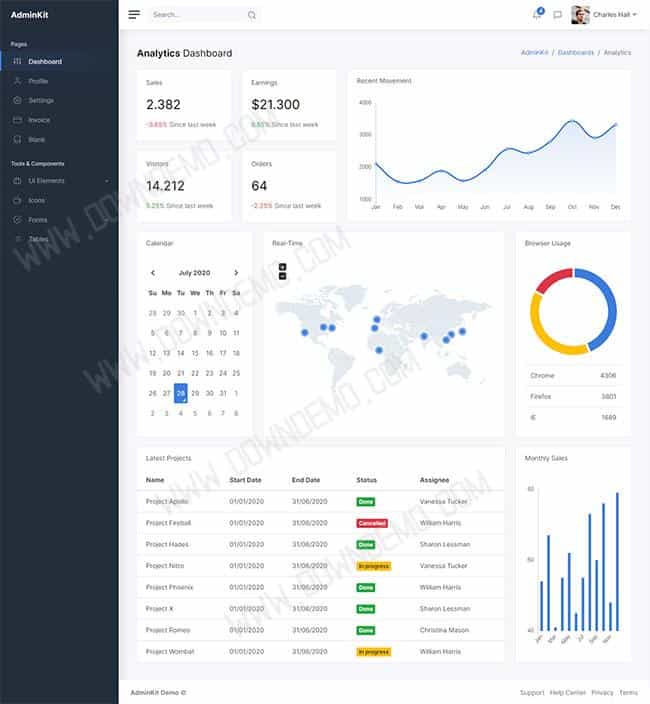 AdminKit
Search...
4
Charles Hall
Pages
Dashboard
Profile
Settings
Invoice
Blank
Tools & Components
UI Elements
Icons
Forms
Tables
Analytics Dashboard
AdminKit / Dashboards / Analytics
Sales
2.382
-3.65% Since last week
Earnings
$21.300
6.65% Since last week
Visitors
14.212
5.25% Since last week
Orders
64
-2.25% Since last week
Recent Movement
4000
3000
2000
1000
Jan Feb Mar Apr May Jun Jul Aug Sep Oct Nov Dec
Calendar
July 2020
Su Mo Tu We Th Fr Sa
28 29 30 1 2 3 4
5 6 7 8 9 10 11
12 13 14 15 16 17 18
19 20 21 22 23 24 25
26 27 28 29 30 31 1
2 3 4 5 6 7 8
Real-Time
+
−
Browser Usage
Chrome 4306
Firefox 3801
IE 1689
Latest Projects
Name Start Date End Date Status Assignee
Project Apollo 01/01/2020 31/06/2020 Done Vanessa Tucker
Project Fireball 01/01/2020 31/06/2020 Cancelled William Harris
Project Hades 01/01/2020 31/06/2020 Done Sharon Lessman
Project Nitro 01/01/2020 31/06/2020 In progress Vanessa Tucker
Project Phoenix 01/01/2020 31/06/2020 Done William Harris
Project X 01/01/2020 31/06/2020 Done Sharon Lessman
Project Romeo 01/01/2020 31/06/2020 Done Christina Mason
Project Wombat 01/01/2020 31/06/2020 In progress William Harris
Monthly Sales
60
50
40
Jan Mar May Jul Sep Nov
AdminKit Demo ©
Support Help Center Privacy Terms
WWW.DOWNDEMO.COM
WWW.DOWNDEMO.COM
WWW.DOWNDEMO.COM
WWW.DOWNDEMO.COM